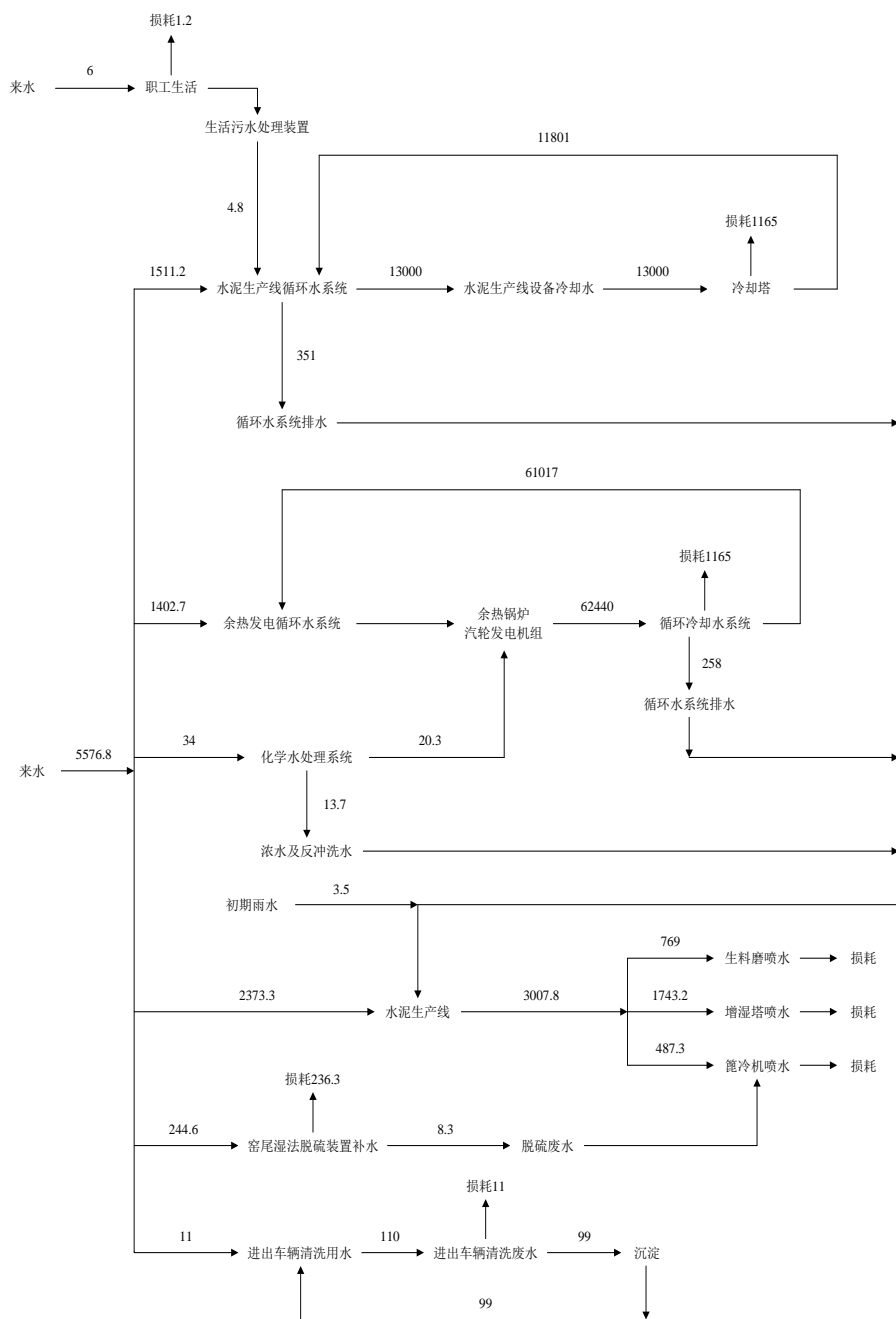 损耗1.2
6
来水
职工生活
生活污水处理装置
11801
4.8
损耗1165
1511.2
13000
13000
水泥生产线循环水系统
水泥生产线设备冷却水
冷却塔
351
循环水系统排水
61017
损耗1165
1402.7
余热锅炉
62440
余热发电循环水系统
汽轮发电机组
循环冷却水系统
258
循环水系统排水
34
20.3
5576.8
化学水处理系统
来水
13.7
浓水及反冲洗水
3.5
初期雨水
769
生料磨喷水
损耗
2373.3
3007.8
1743.2
水泥生产线
增湿塔喷水
损耗
487.3
篦冷机喷水
损耗
损耗236.3
244.6
8.3
窑尾湿法脱硫装置补水
脱硫废水
损耗11
11
110
99
进出车辆清洗用水
进出车辆清洗废水
沉淀
99